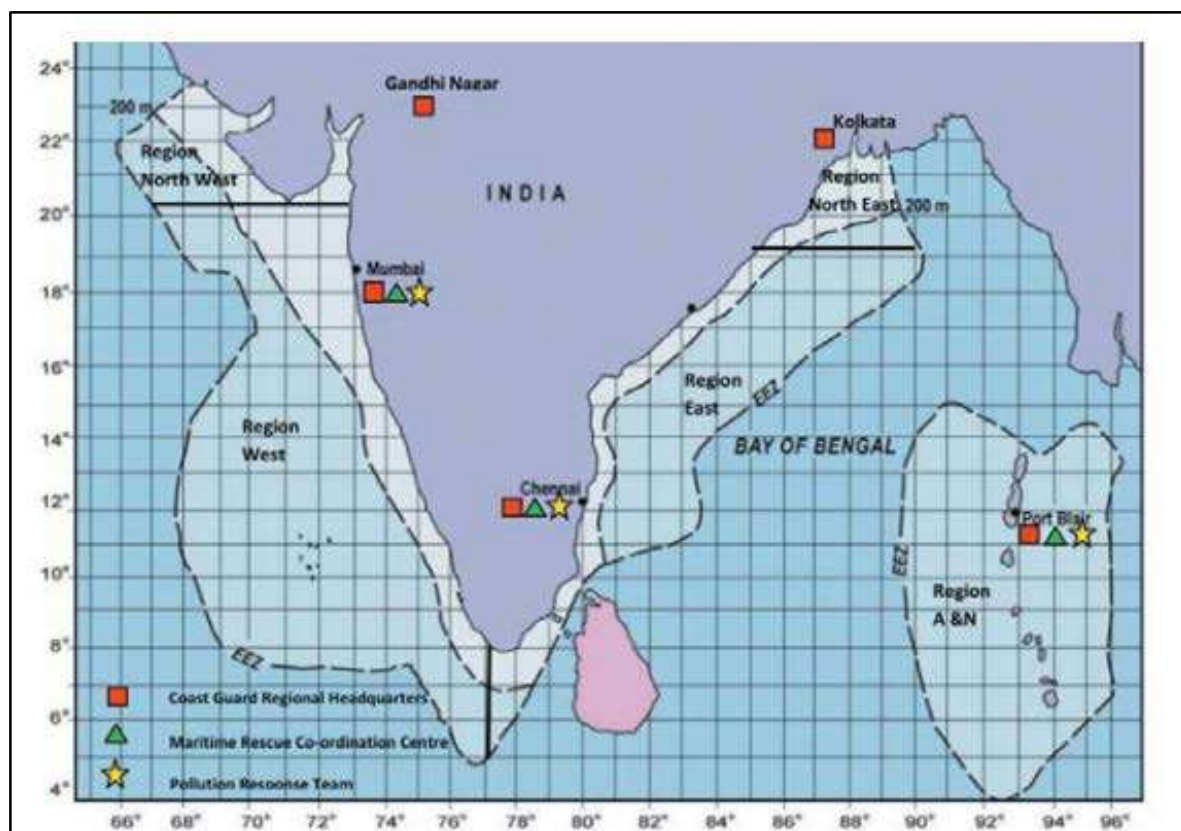 24°
22°
20°
18°
16°
14°
12°
10°
8°
6°
4°
Gandhi Nagar
200 m
Kolkata
Region
North West
INDIA
Region
North East
200 m
Mumbai
Region
East
EEZ
Region
West
BAY OF BENGAL
Chennai
Port Blair
EEZ
Region
A &N
EEZ
Coast Guard Regional Headquarters
Maritime Rescue Co-ordination Centre
Pollution Response Team
66° 68° 70° 72° 74° 76° 78° 80° 82° 84° 86° 88° 90° 92° 94° 96°